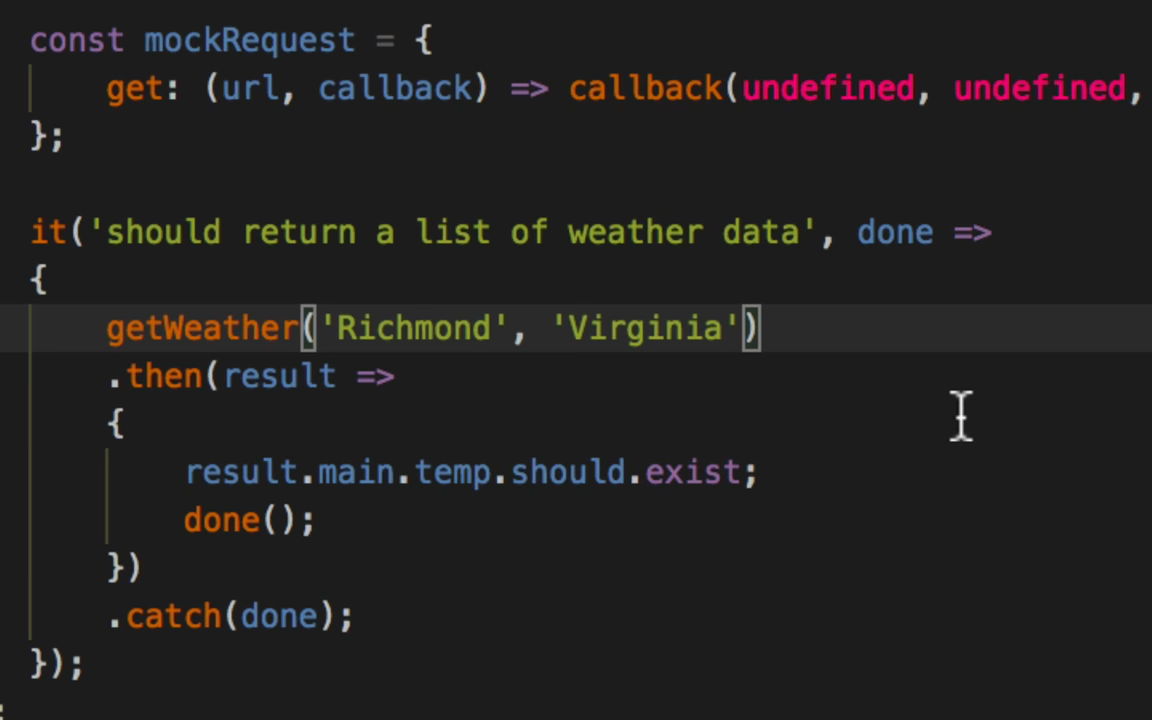 const mockRequest = {
get: (url, callback) => callback(undefined, undefined,
};
it('should return a list of weather data', done =>
{
getWeather('Richmond', 'Virginia')
.then(result =>
{
result.main.temp.should.exist;
done();
})
.catch(done);
});